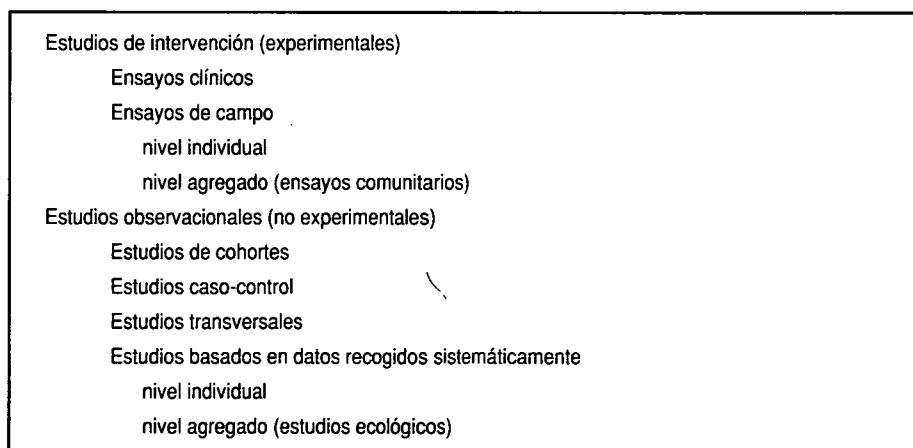 Estudios de intervención (experimentales)
Ensayos clínicos
Ensayos de campo
nivel individual
nivel agregado (ensayos comunitarios)
Estudios observacionales (no experimentales)
Estudios de cohortes
Estudios caso-control
Estudios transversales
Estudios basados en datos recogidos sistemáticamente
nivel individual
nivel agregado (estudios ecológicos)